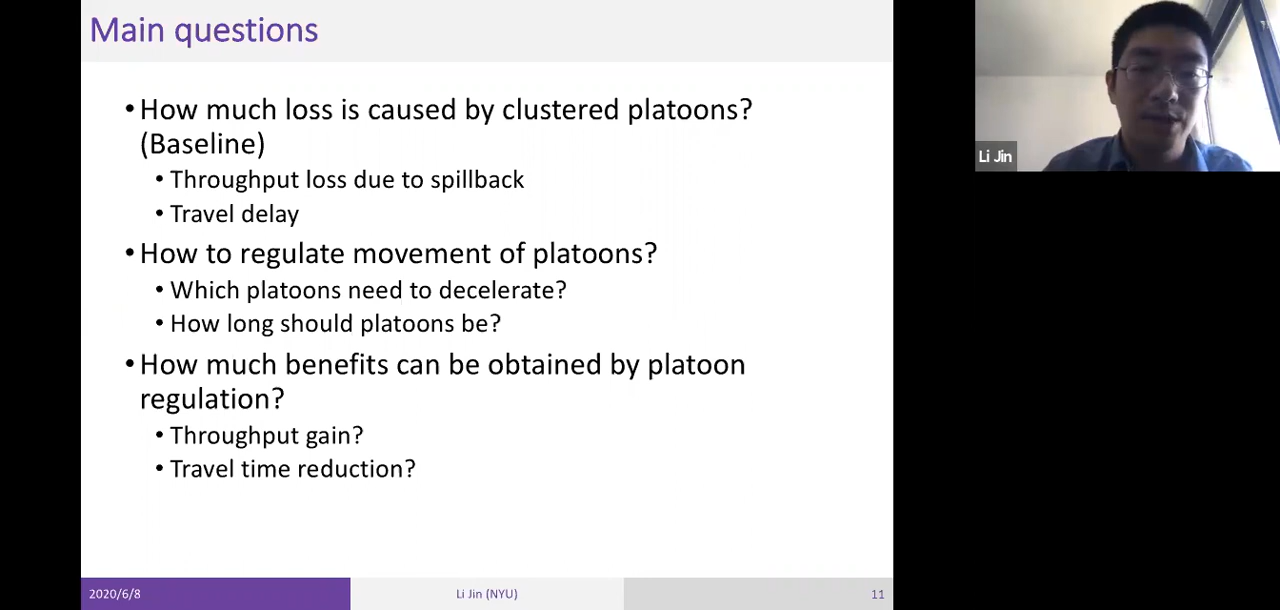 Main questions
• How much loss is caused by clustered platoons?
(Baseline)
• Throughput loss due to spillback
• Travel delay
• How to regulate movement of platoons?
• Which platoons need to decelerate?
• How long should platoons be?
• How much benefits can be obtained by platoon
regulation?
• Throughput gain?
• Travel time reduction?
2020/6/8
Li Jin (NYU)
11
Li Jin